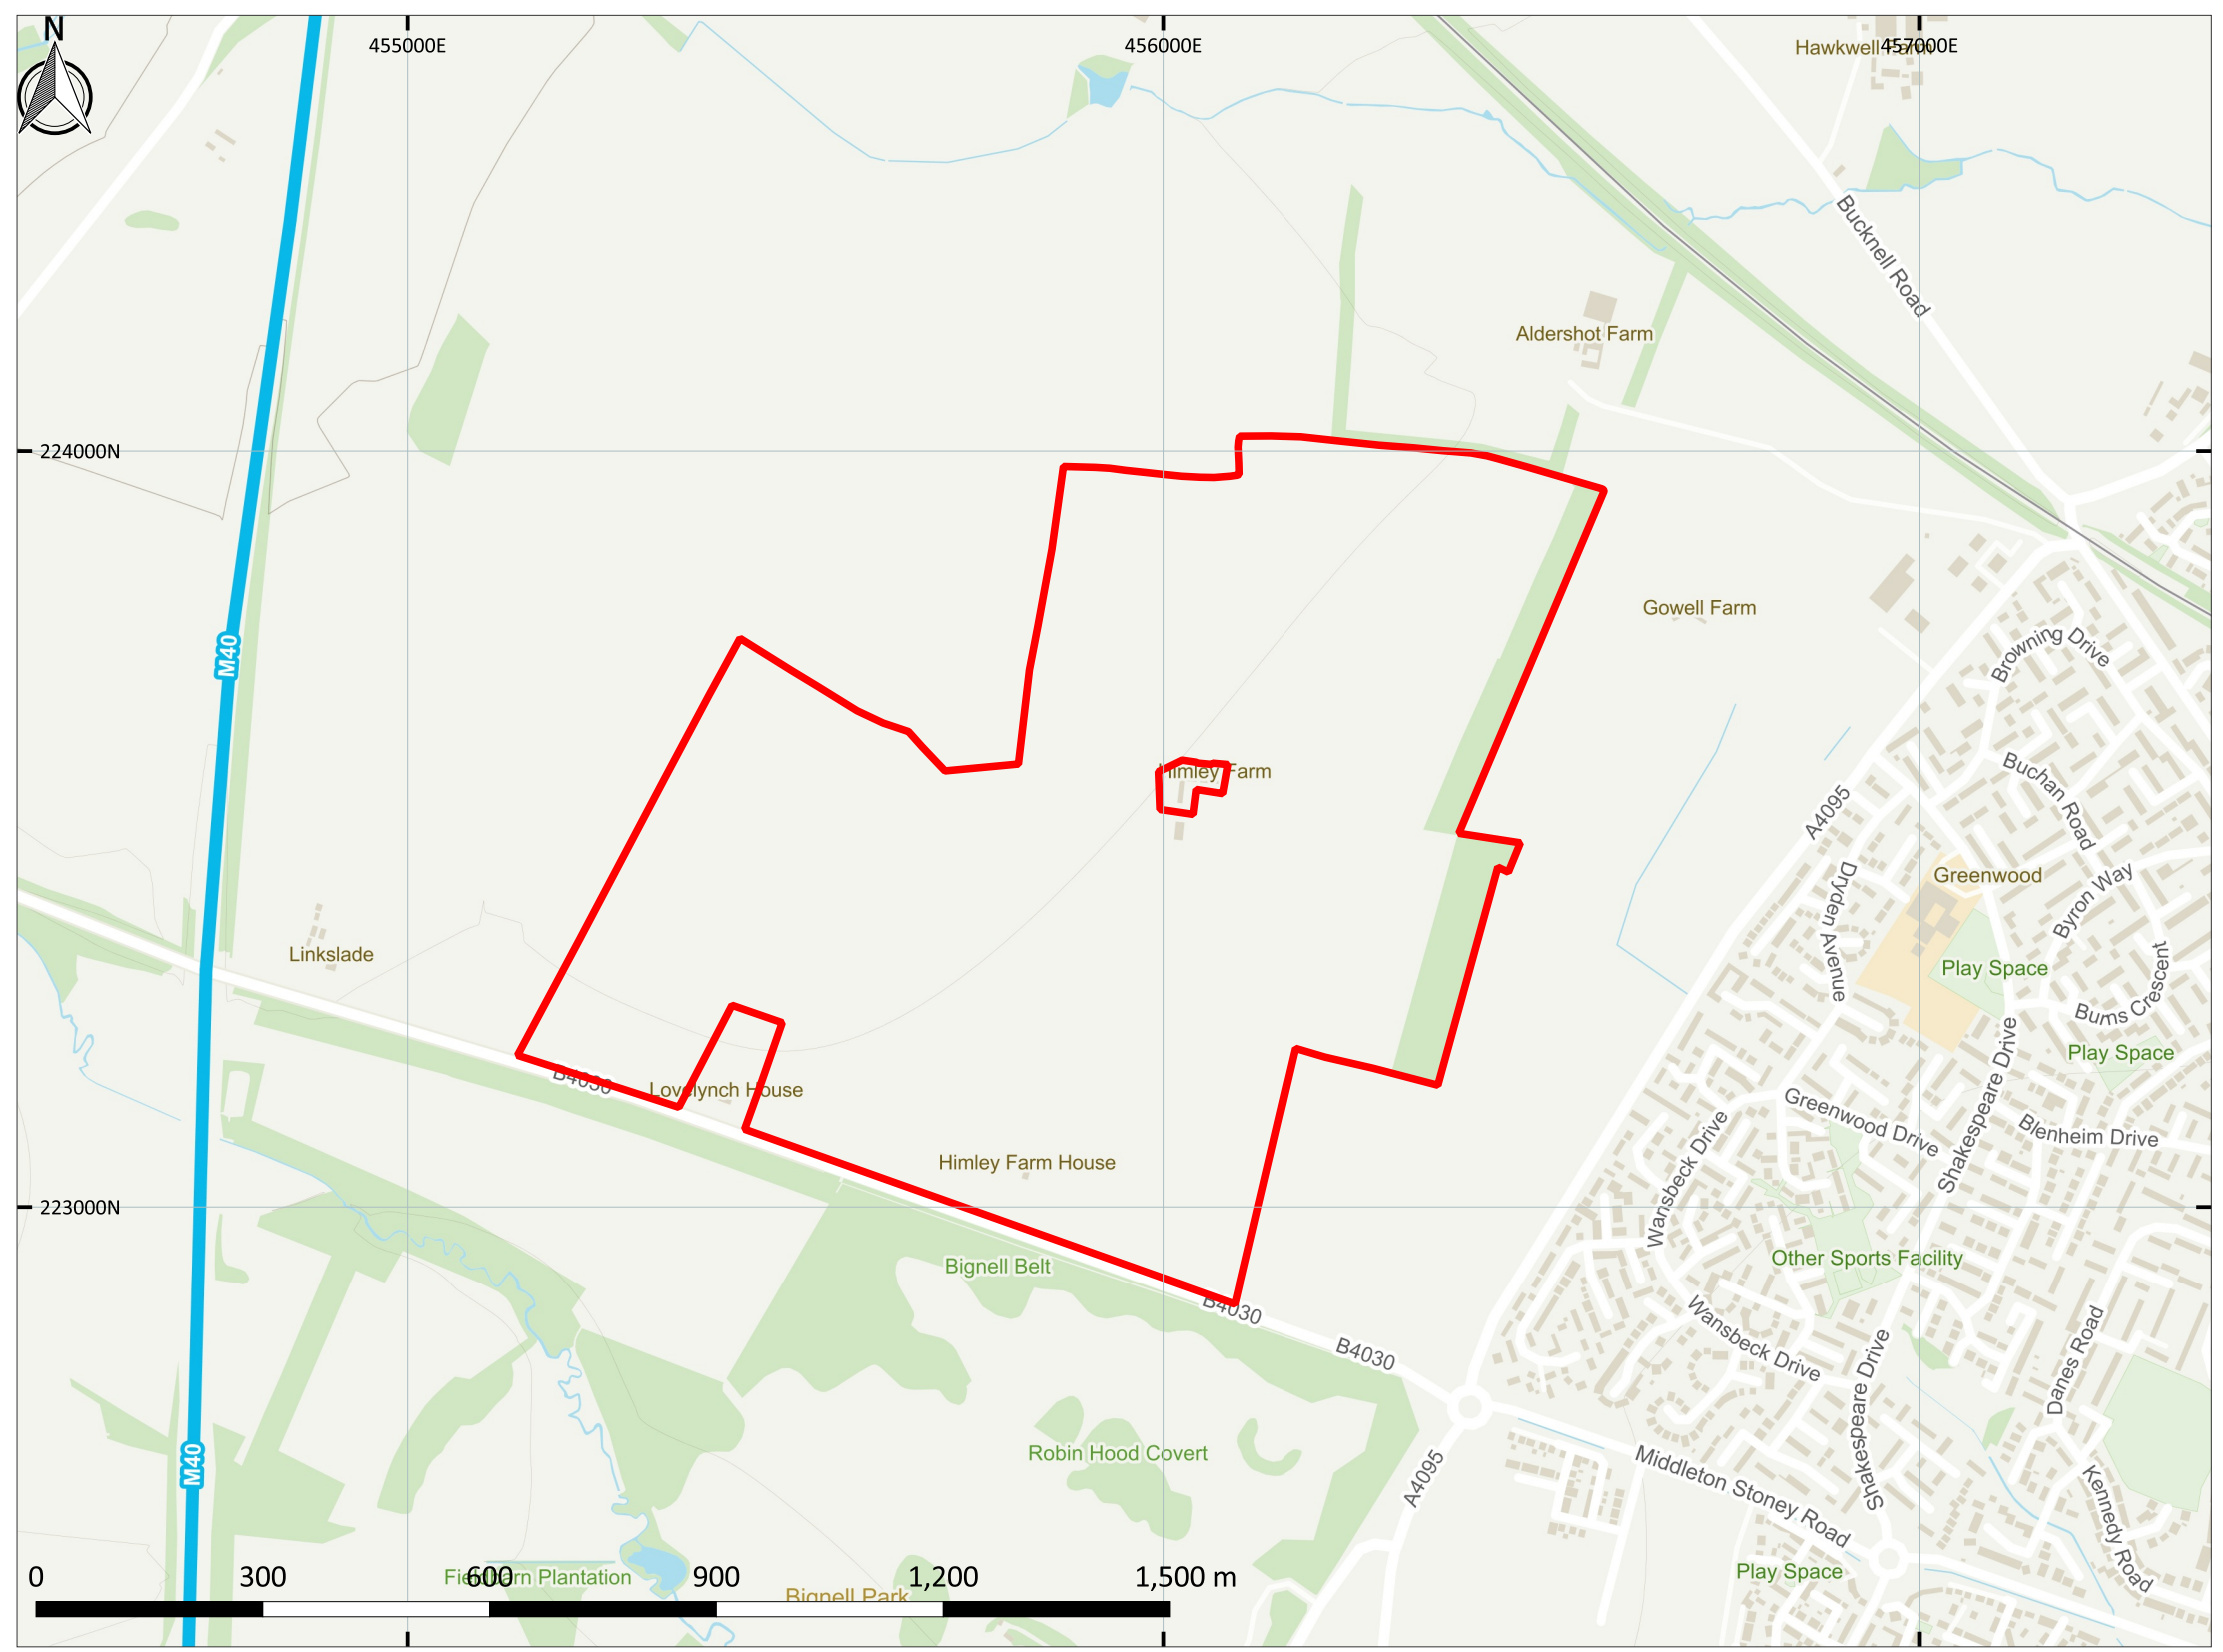 N
455000E
456000E
457000E
Hawkwell Farm
Bucknell Road
Aldershot Farm
224000N
Gowell Farm
M40
Browning Drive
Himley Farm
Buchan Road
A4095
Dryden Avenue
Greenwood
Byron Way
Linkslade
Play Space
Burns Crescent
Play Space
B4030
Lovelynch House
Greenwood Drive
Shakespeare Drive
Blenheim Drive
Wansbeck Drive
Himley Farm House
223000N
Bignell Belt
Other Sports Facility
B4030
B4030
Wansbeck Drive
Shakespeare Drive
Danes Road
Robin Hood Covert
M40
A4095
Middleton Stoney Road
Kennedy Road
Play Space
Fieldbarn Plantation
Bignell Park
0 300 600 900 1,200 1,500 m